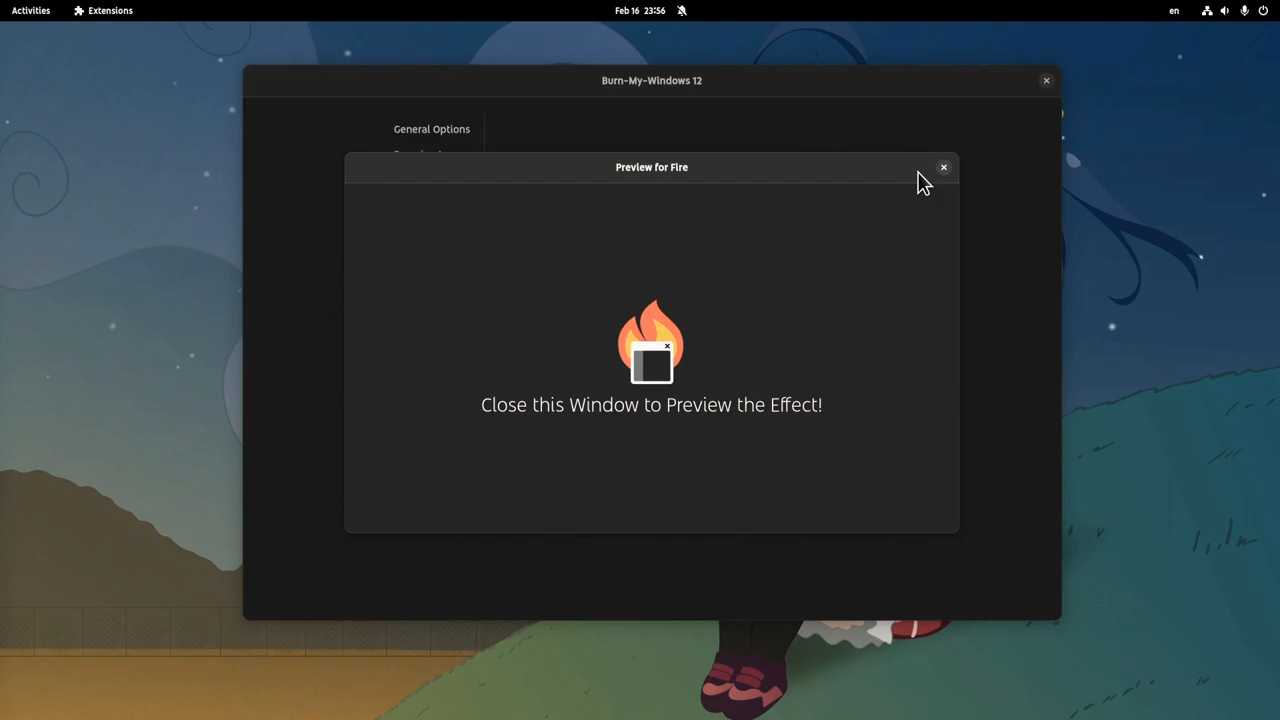 Activities
Extensions
Feb 16 23:56
en
Burn-My-Windows 12
General Options
Preview for Fire
Close this Window to Preview the Effect!